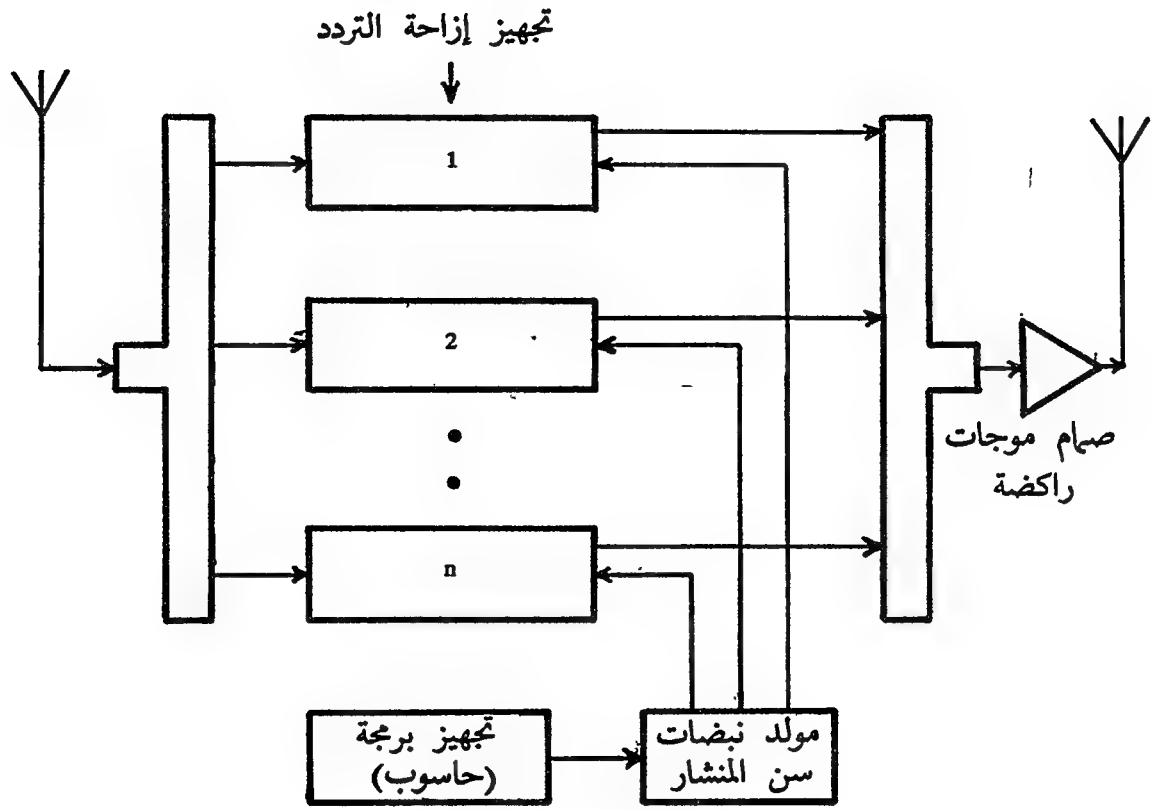 تجهيز إزاحة التردد
1
2
n
صمام موجات
راكضة
تجهيز برمجة
(حاسوب)
مولد نبضات
سن المنشار